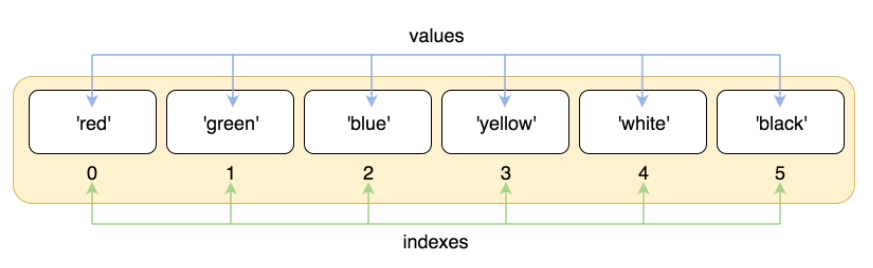 values
'red' 'green' 'blue' 'yellow' 'white' 'black'
0 1 2 3 4 5
indexes